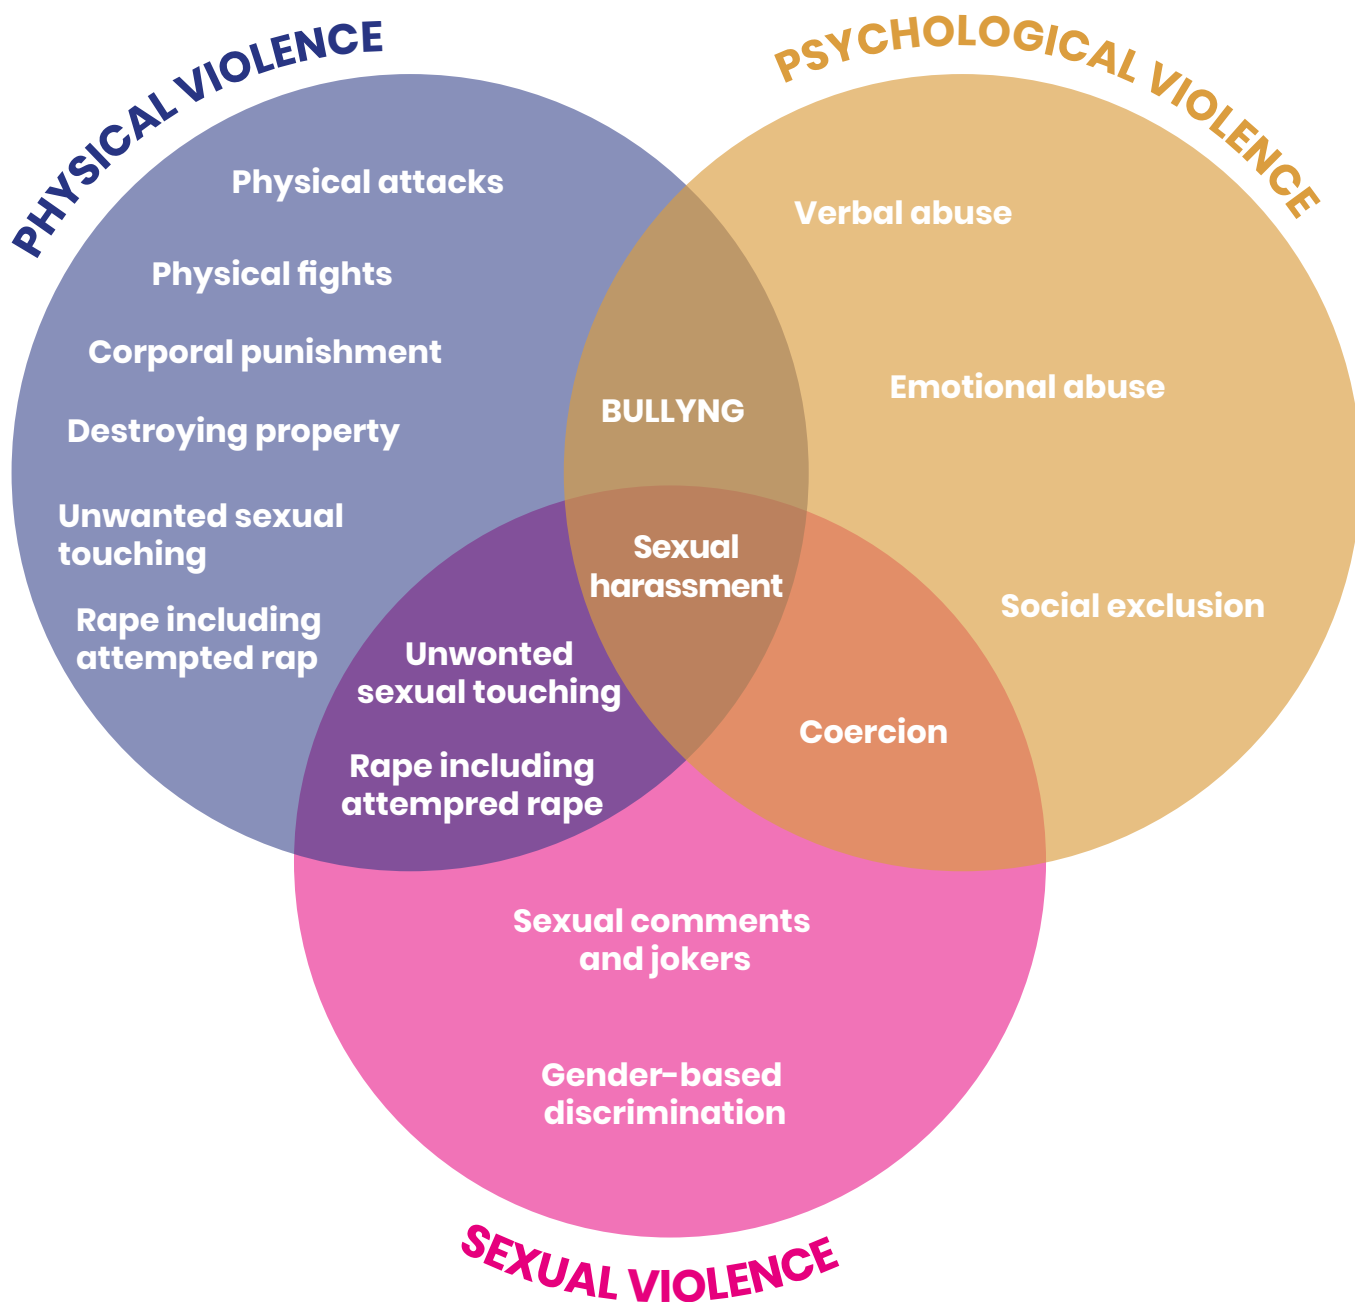 PHYSICAL VIOLENCE
PSYCHOLOGICAL VIOLENCE
Physical attacks
Physical fights
Corporal punishment
Destroying property
Unwanted sexual
touching
Rape including
attempted rap
Verbal abuse
Emotional abuse
Social exclusion
BULLYNG
Sexual
harassment
Unwonted
sexual touching
Rape including
attempred rape
Coercion
Sexual comments
and jokers
Gender-based
discrimination
SEXUAL VIOLENCE